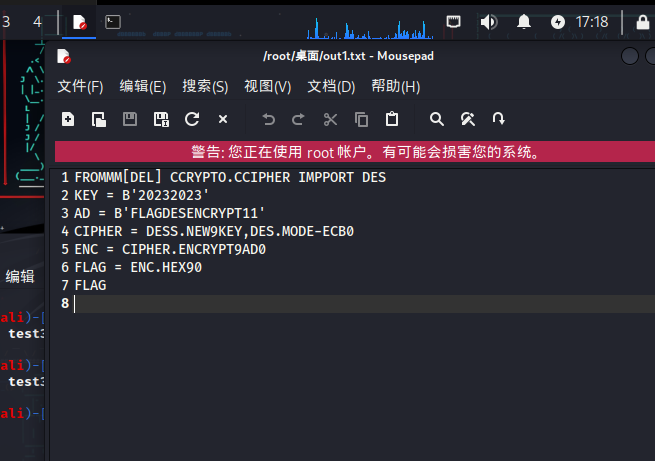 3 4 17:18
/root/桌面/out1.txt - Mousepad
文件(F) 编辑(E) 搜索(S) 视图(V) 文档(D) 帮助(H)
警告: 您正在使用 root 帐户。有可能会损害您的系统。
1 FROMMM[DEL] CCRYPTO.CCIPHER IMPPORT DES
2 KEY = B'20232023'
3 AD = B'FLAGDESENCRYPT11'
4 CIPHER = DESS.NEW9KEY,DES.MODE-ECB0
5 ENC = CIPHER.ENCRYPT9AD0
6 FLAG = ENC.HEX90
7 FLAG
8
编辑
ali)-[
test3
ali)-[
test3
ali)-[